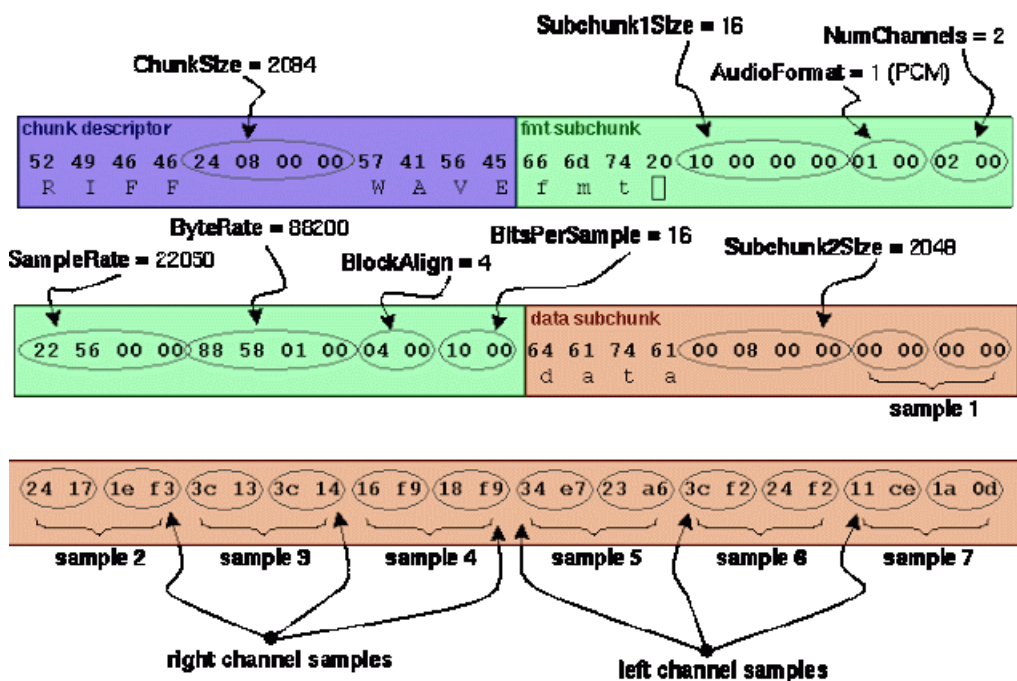 Subchunk1Size = 16
NumChannels = 2
ChunkSize = 2084
AudioFormat = 1 (PCM)
chunk descriptor
fmt subchunk
52 49 46 46 24 08 00 00 57 41 56 45 66 6d 74 20 10 00 00 00 01 00 02 00
R I F F W A V E f m t
ByteRate = 88200
BitsPerSample = 16
SampleRate = 22050
BlockAlign = 4
Subchunk2Size = 2048
data subchunk
22 56 00 00 88 58 01 00 04 00 10 00 64 61 74 61 00 08 00 00 00 00 00 00
d a t a
sample 1
24 17 1e f3 3c 13 3c 14 16 f9 18 f9 34 e7 23 a6 3c f2 24 f2 11 ce 1a 0d
sample 2 sample 3 sample 4 sample 5 sample 6 sample 7
right channel samples
left channel samples